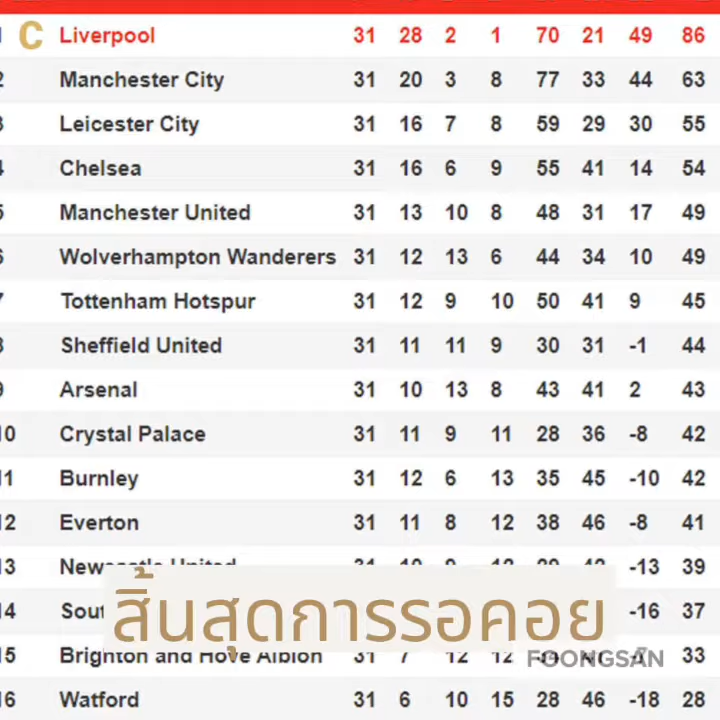 C Liverpool 31 28 2 1 70 21 49 86
Manchester City 31 20 3 8 77 33 44 63
Leicester City 31 16 7 8 59 29 30 55
Chelsea 31 16 6 9 55 41 14 54
Manchester United 31 13 10 8 48 31 17 49
Wolverhampton Wanderers 31 12 13 6 44 34 10 49
Tottenham Hotspur 31 12 9 10 50 41 9 45
Sheffield United 31 11 11 9 30 31 -1 44
Arsenal 31 10 13 8 43 41 2 43
10 Crystal Palace 31 11 9 11 28 36 -8 42
11 Burnley 31 12 6 13 35 45 -10 42
12 Everton 31 11 8 12 38 46 -8 41
13 Newcastle United -13 39
สิ้นสุดการรอคอย
14 -16 37
15 Brighton and Hove Albion 31 7 12 12 33
FOONGSAN
16 Watford 31 6 10 15 28 46 -18 28